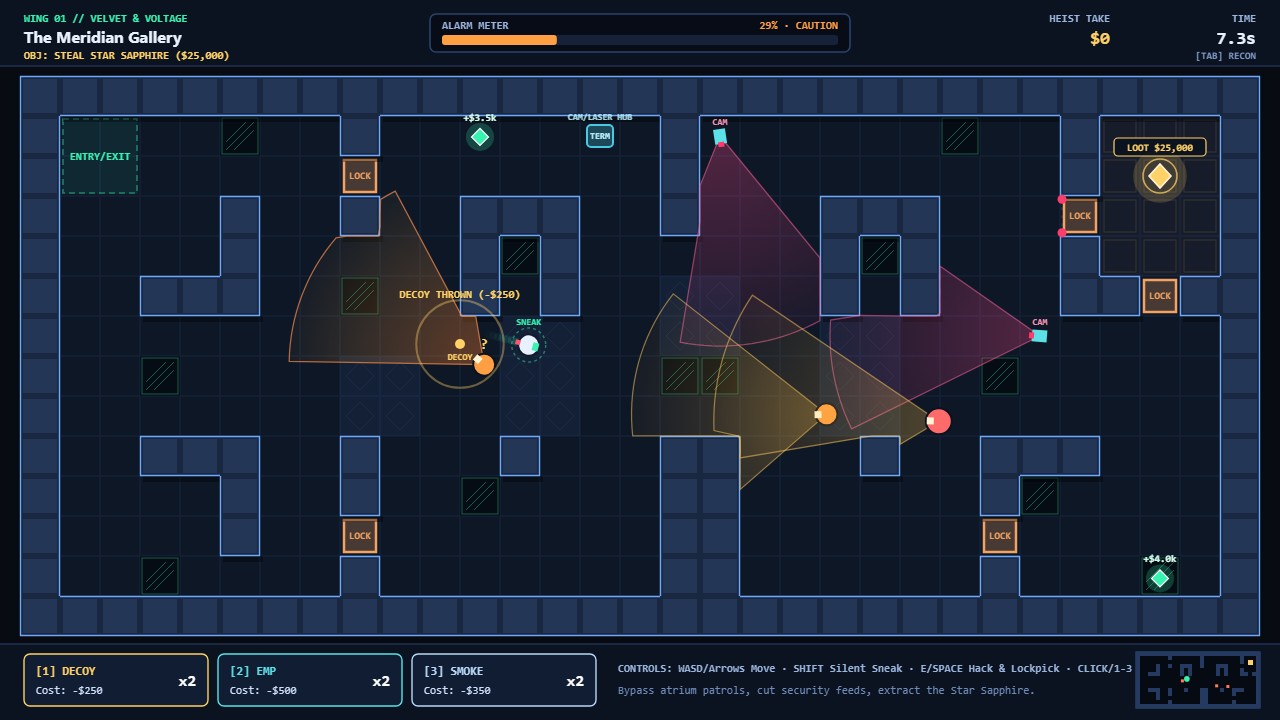 WING 01 // VELVET & VOLTAGE
The Meridian Gallery
OBJ: STEAL STAR SAPPHIRE ($25,000)
ALARM METER
29% · CAUTION
HEIST TAKE
$0
TIME
7.3s
[TAB] RECON
ENTRY/EXIT
+$3.5k
CAM/LASER HUB
TERM
CAM
LOOT $25,000
LOCK
LOCK
LOCK
DECOY THROWN (-$250)
SNEAK
CAM
?
DECOY
LOCK
LOCK
+$4.0k
[1] DECOY
Cost: -$250
x2
[2] EMP
Cost: -$500
x2
[3] SMOKE
Cost: -$350
x2
CONTROLS: WASD/Arrows Move · SHIFT Silent Sneak · E/SPACE Hack & Lockpick · CLICK/1-3
Bypass atrium patrols, cut security feeds, extract the Star Sapphire.